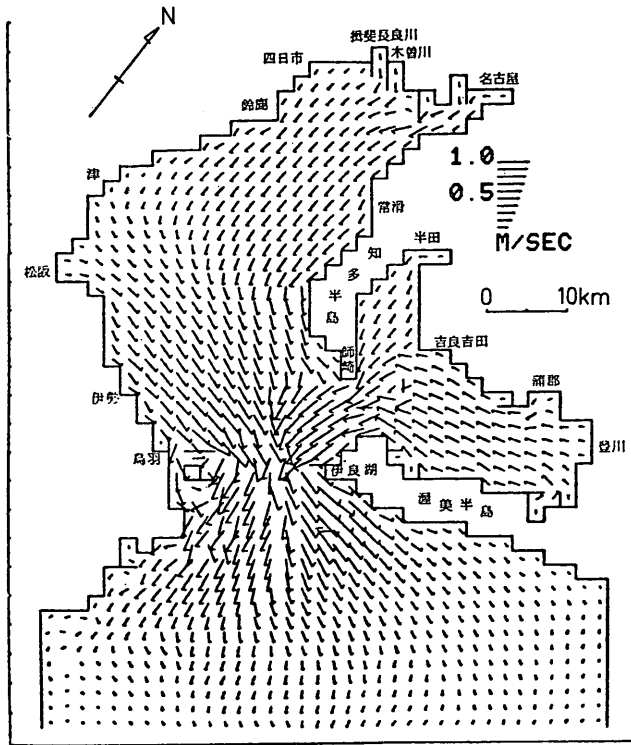 N
揖斐長良川
木曽川
四日市
名古屋
鈴鹿
1.0
0.5
M/SEC
津
常滑
半田
知
多
半
島
松阪
0 10km
師崎
吉良吉田
蒲郡
伊勢
豊川
鳥羽
伊良湖
渥美半島